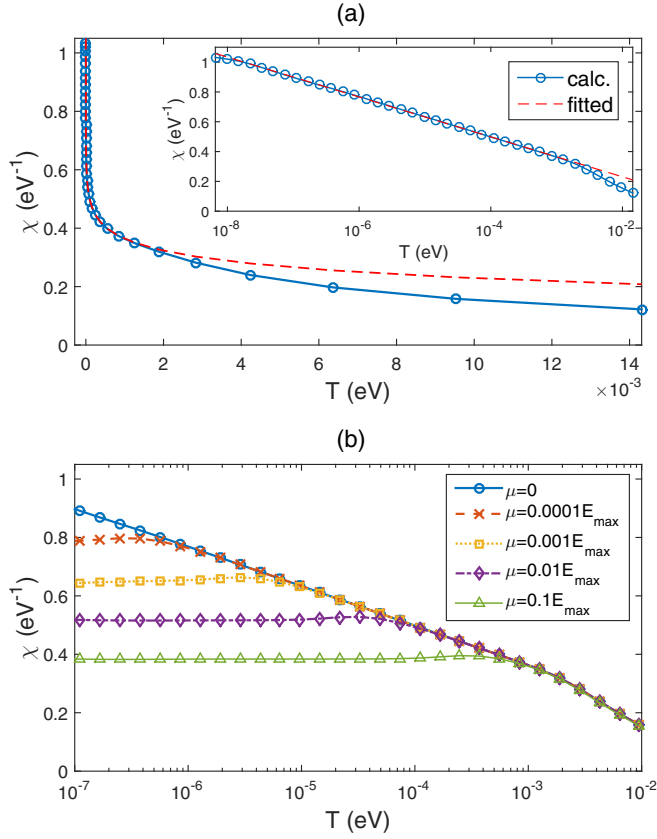 (a)
1
0.8
0.6
0.4
0.2
0
χ (eV⁻¹)
0 2 4 6 8 10 12 14
T (eV)
×10⁻³
1
0.8
0.6
0.4
0.2
0
χ (eV⁻¹)
10⁻⁸ 10⁻⁶ 10⁻⁴ 10⁻²
T (eV)
calc.
fitted
(b)
1
0.8
0.6
0.4
0.2
0
χ (eV⁻¹)
μ=0
μ=0.0001E_max
μ=0.001E_max
μ=0.01E_max
μ=0.1E_max
10⁻⁷ 10⁻⁶ 10⁻⁵ 10⁻⁴ 10⁻³ 10⁻²
T (eV)